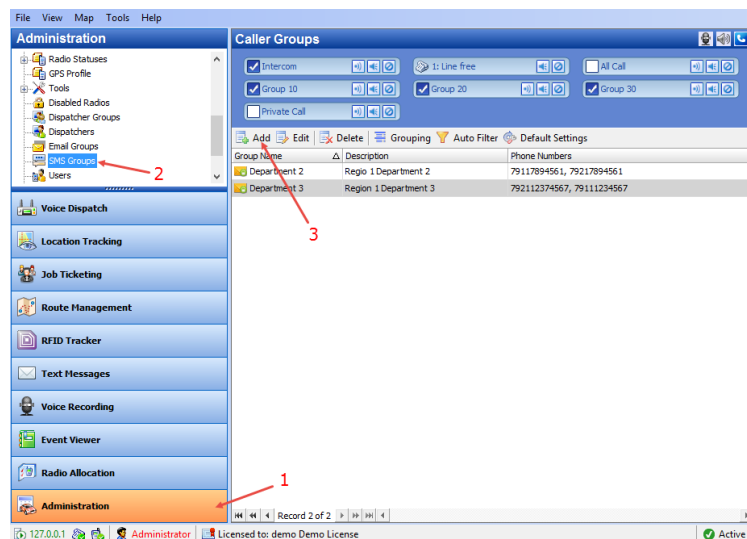 File View Map Tools Help
Administration
Caller Groups
Radio Statuses
GPS Profile
Tools
Disabled Radios
Dispatcher Groups
Dispatchers
Email Groups
SMS Groups
Users
2
Intercom
1: Line free
All Call
Group 10
Group 20
Group 30
Private Call
Add Edit Delete Grouping Auto Filter Default Settings
Group Name Description Phone Numbers
Department 2 Regio 1 Department 2 79117894561, 79217894561
Department 3 Region 1 Department 3 792112374567, 79111234567
3
Voice Dispatch
Location Tracking
Job Ticketing
Route Management
RFID Tracker
Text Messages
Voice Recording
Event Viewer
Radio Allocation
Administration
1
Record 2 of 2
127.0.0.1 Administrator Licensed to: demo Demo License Active